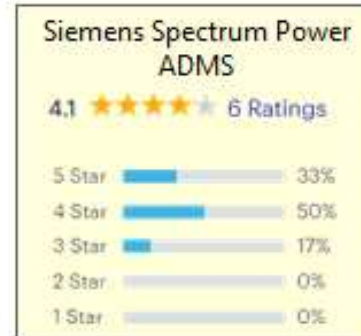 Siemens Spectrum Power
ADMS
4.1 6 Ratings
5 Star 33%
4 Star 50%
3 Star 17%
2 Star 0%
1 Star 0%